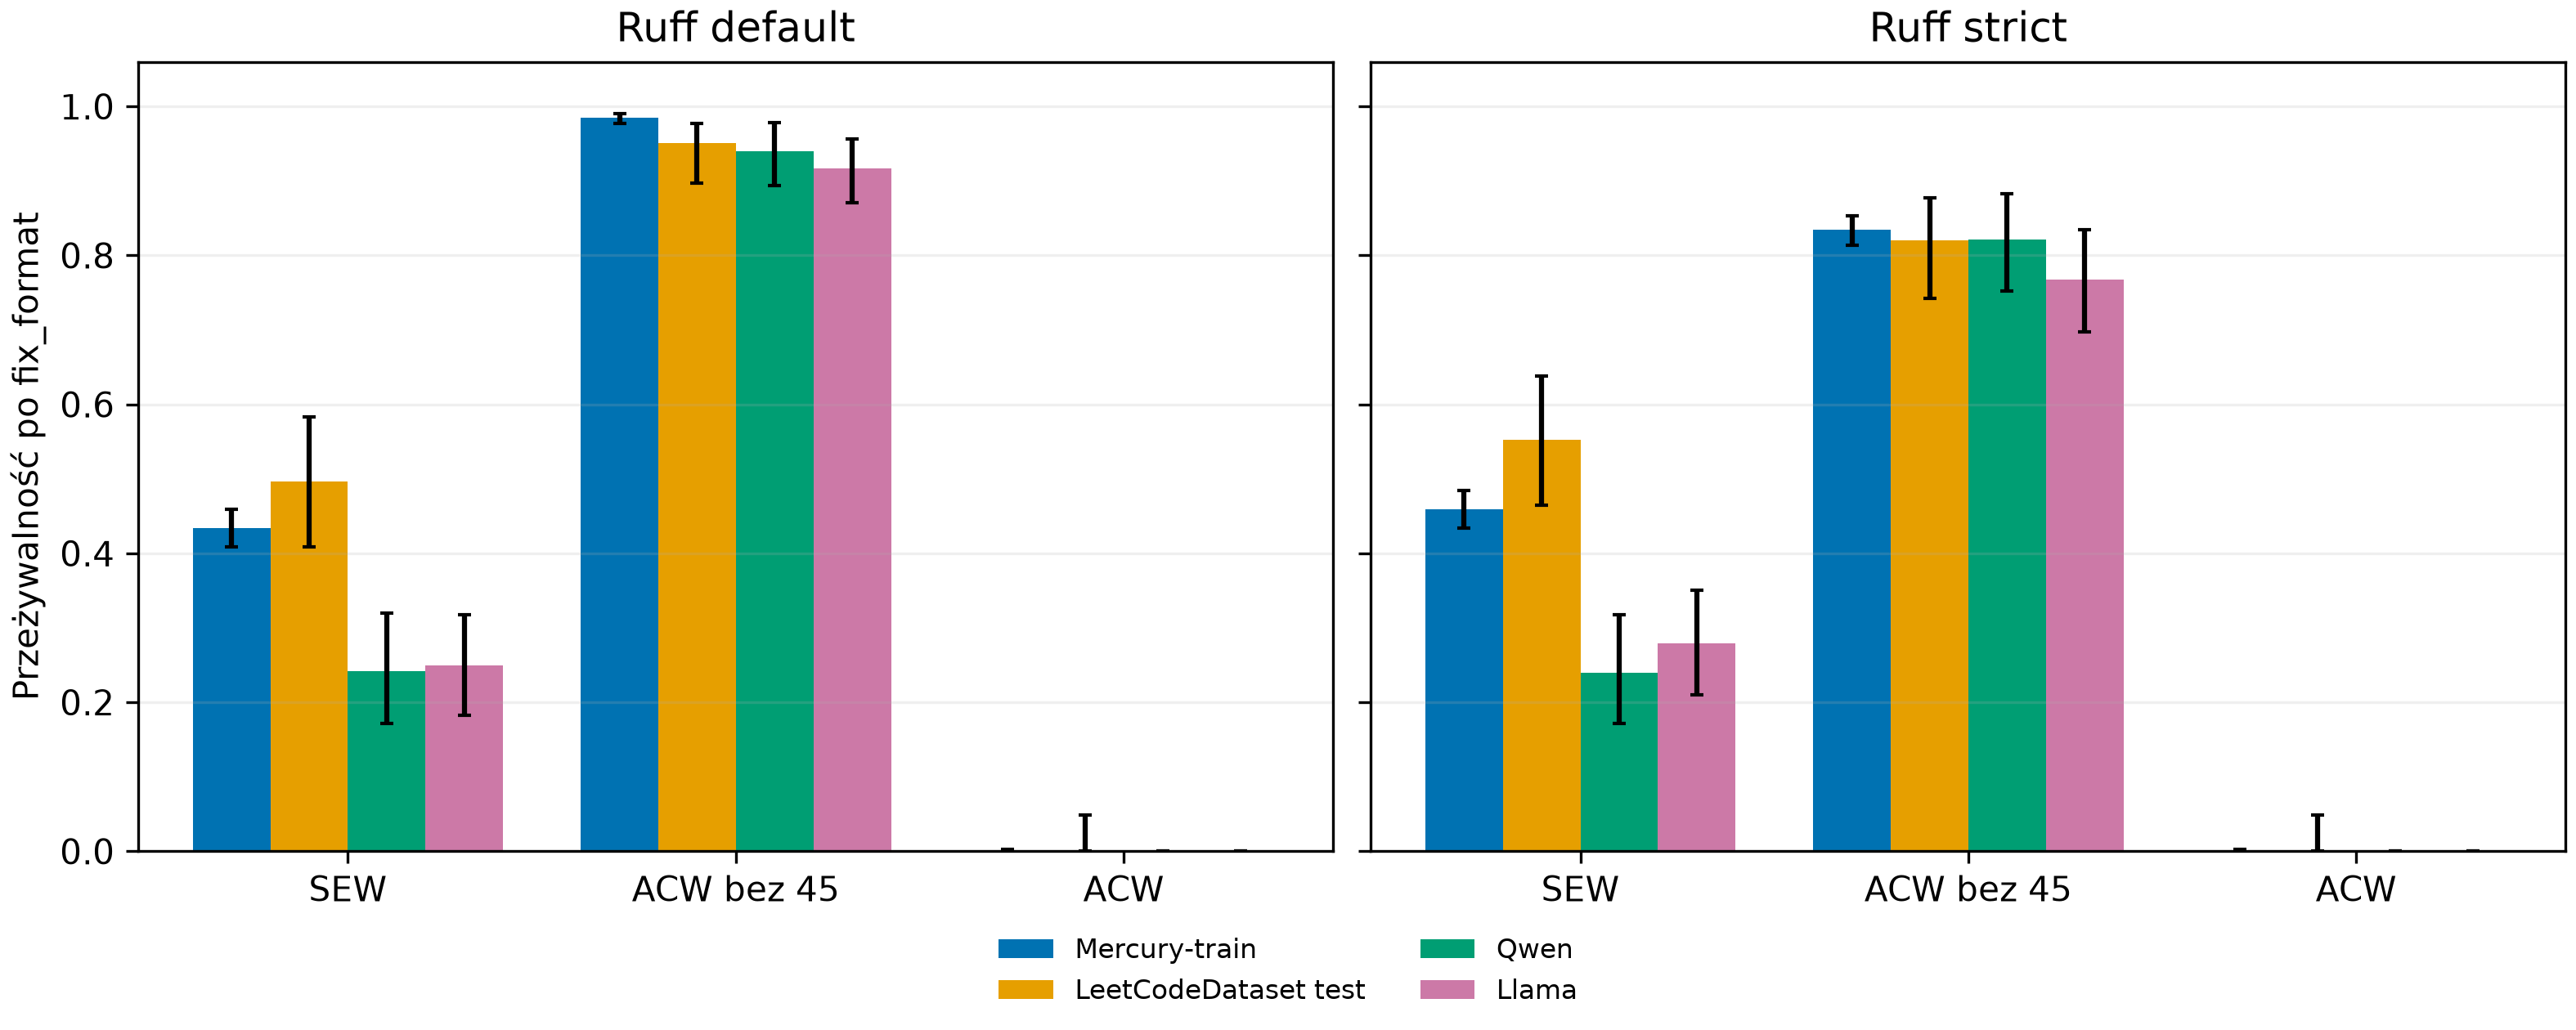 Ruff default
Ruff strict
Przeżywalność po fix_format
1.0
0.8
0.6
0.4
0.2
0.0
SEW
ACW bez 45
ACW
SEW
ACW bez 45
ACW
Mercury-train
LeetCodeDataset test
Qwen
Llama